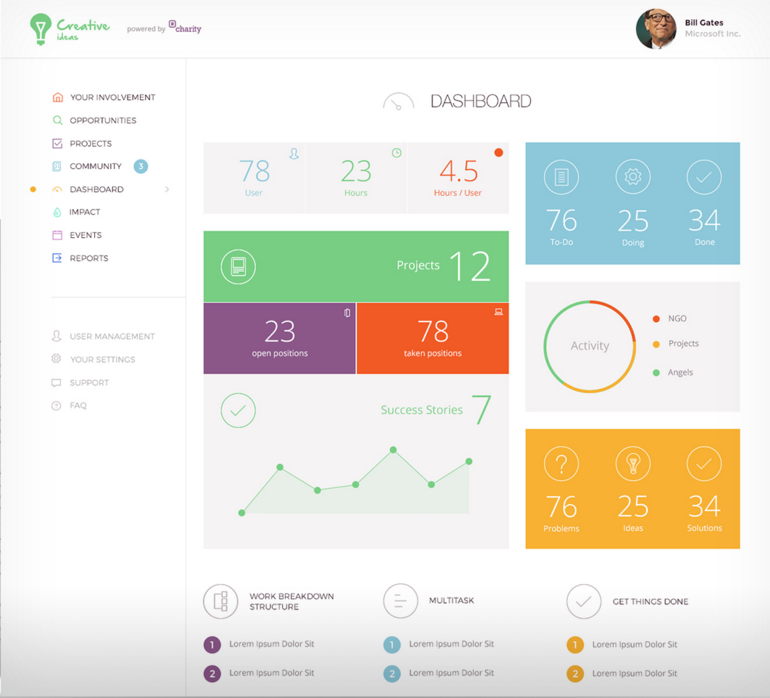 Creative
ideas
powered by charity
Bill Gates
Microsoft Inc.
YOUR INVOLVEMENT
OPPORTUNITIES
PROJECTS
COMMUNITY 3
DASHBOARD
IMPACT
EVENTS
REPORTS
USER MANAGEMENT
YOUR SETTINGS
SUPPORT
FAQ
DASHBOARD
78
User
23
Hours
4.5
Hours / User
76
To-Do
25
Doing
34
Done
Projects 12
23
open positions
78
taken positions
Activity
NGO
Projects
Angels
Success Stories 7
?
76
Problems
25
Ideas
34
Solutions
WORK BREAKDOWN
STRUCTURE
1 Lorem Ipsum Dolor Sit
2 Lorem Ipsum Dolor Sit
MULTITASK
1 Lorem Ipsum Dolor Sit
2 Lorem Ipsum Dolor Sit
GET THINGS DONE
1 Lorem Ipsum Dolor Sit
2 Lorem Ipsum Dolor Sit